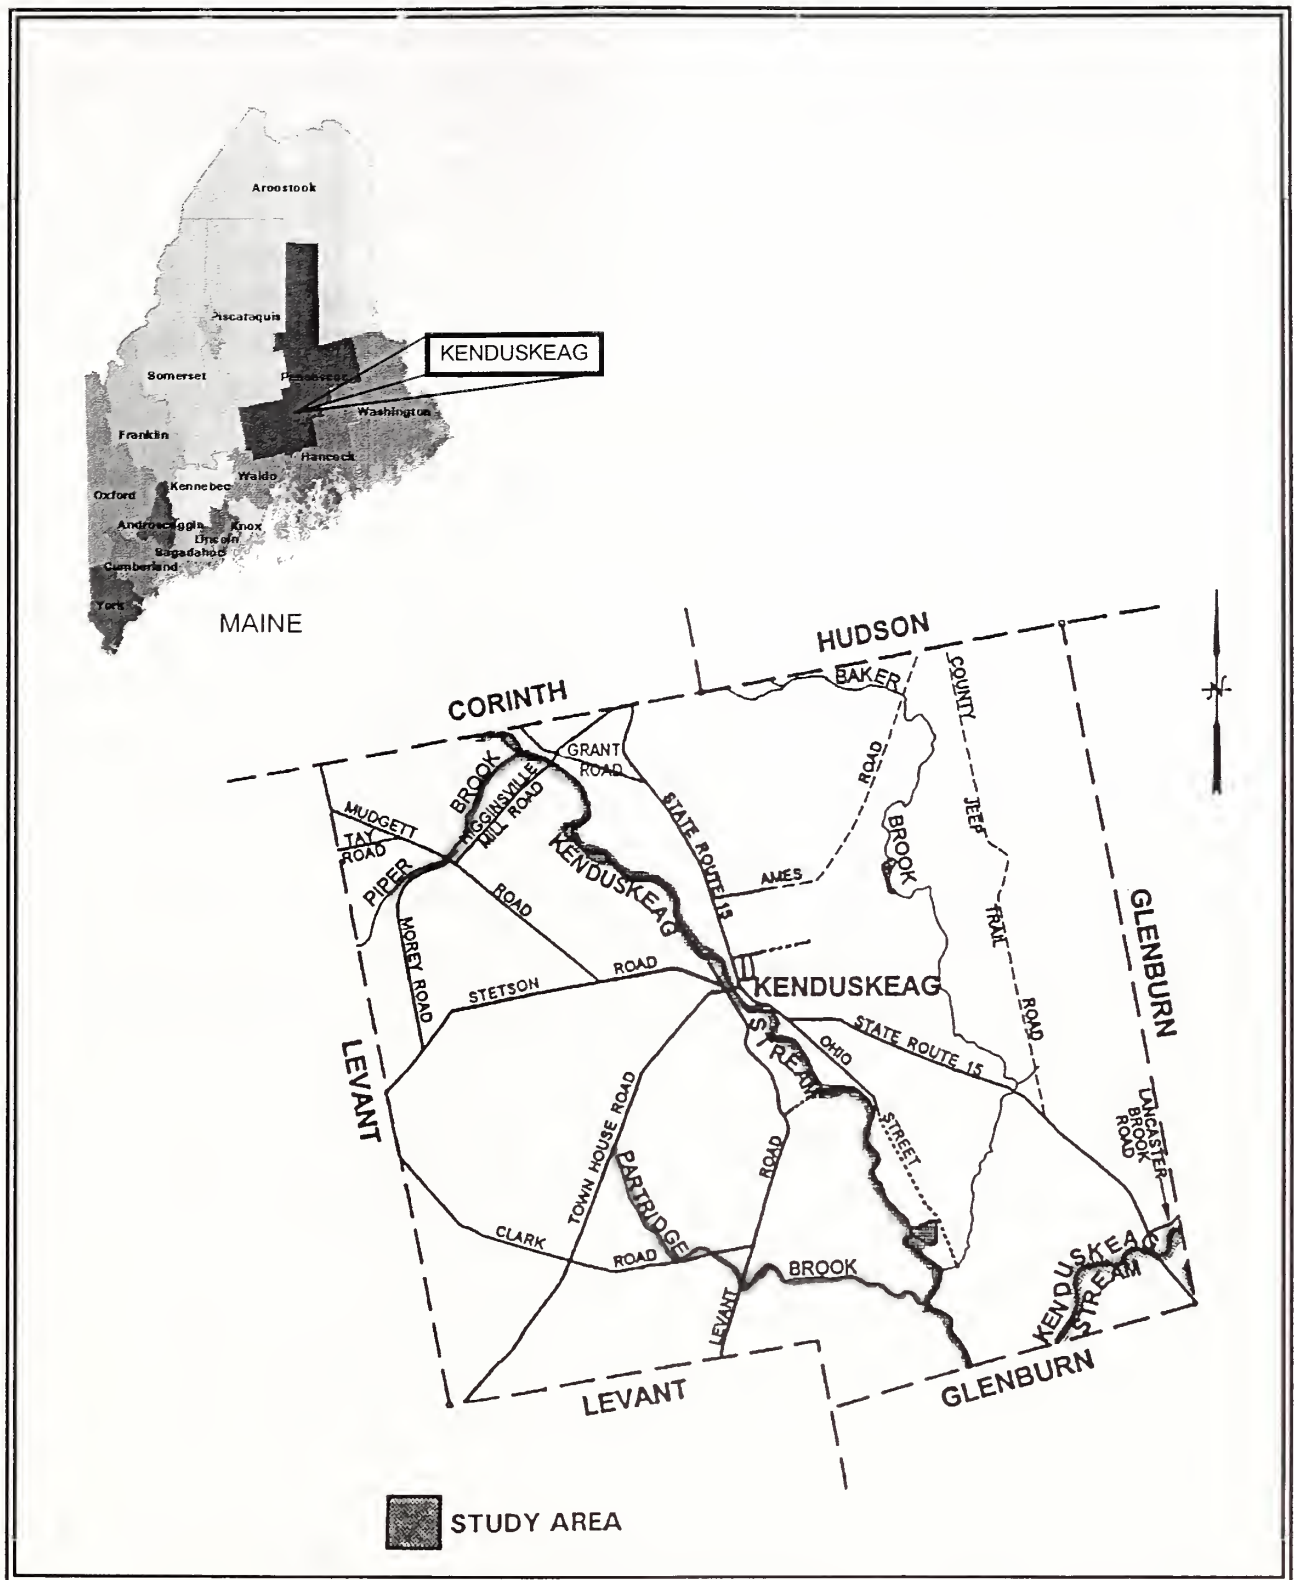 Aroostook
Piscataquis
KENDUSKEAG
Somerset
Penobscot
Washington
Franklin
Hancock
Waldo
Kennebec
Oxford
Androscoggin
Knox
Lincoln
Sagadahoc
Cumberland
York
MAINE
HUDSON
BAKER
COUNTY
CORINTH
GRANT
ROAD
ROAD
BROOK
HIGGINSVILLE
MILL ROAD
STATE ROUTE 15
JEEP
MUDGETT
TAY
ROAD
BROOK
KENDUSKEAG
PIPER
AMES
ROAD
TRAIL
GLENBURN
MOREY ROAD
STETSON
ROAD
KENDUSKEAG
ROAD
STREAM
OHIO
STATE ROUTE 15
LEVANT
TOWN HOUSE ROAD
STREET
LANCASTER
BROOK
ROAD
ROAD
PARTRIDGE
CLARK
ROAD
BROOK
KENDUSKEAG
STREAM
LEVANT
LEVANT
GLENBURN
STUDY AREA
N